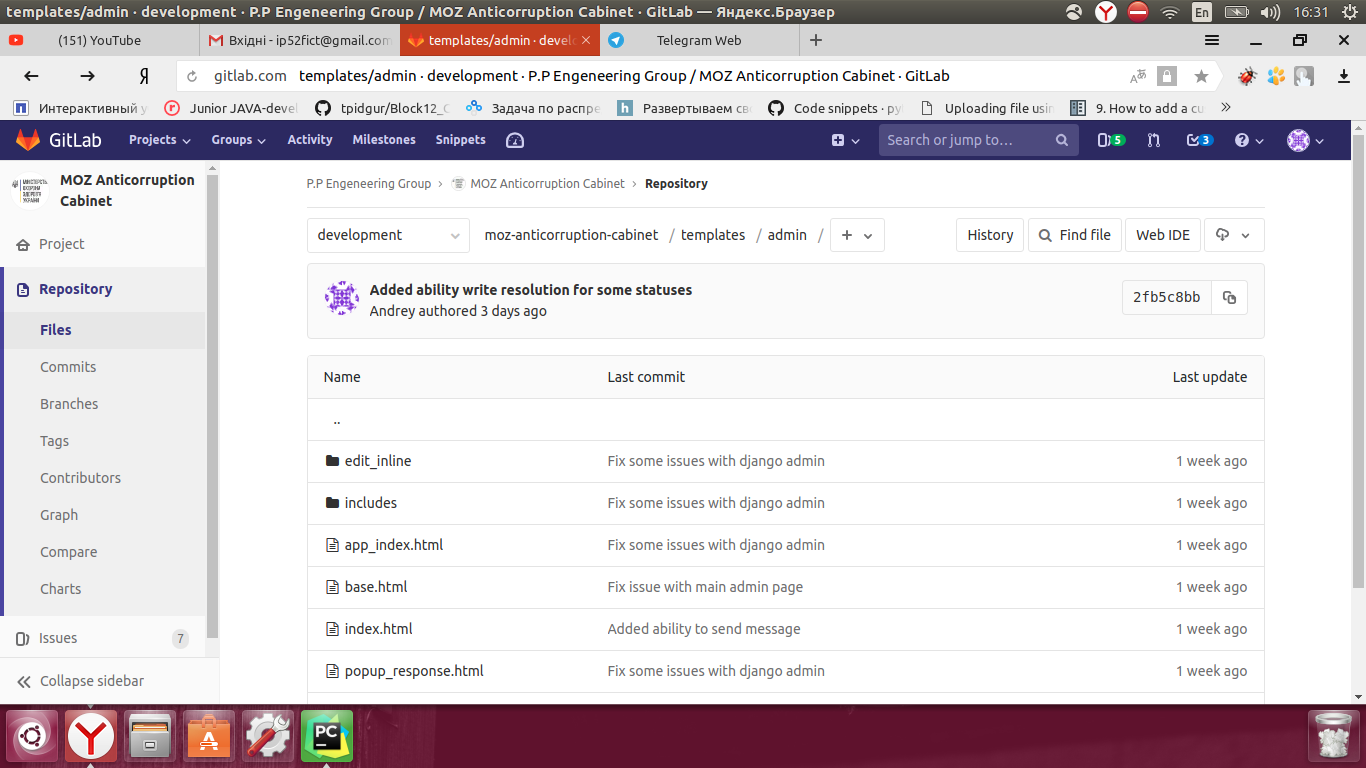 templates/admin · development · P.P Engeneering Group / MOZ Anticorruption Cabinet · GitLab — Яндекс.Браузер
En
16:31
(151) YouTube
Вхідні - ip52fict@gmail.com
templates/admin · devel
Telegram Web
Я
gitlab.com templates/admin · development · P.P Engeneering Group / MOZ Anticorruption Cabinet · GitLab
Интерактивный у
Junior JAVA-devel
tpidgur/Block12_C
Задача по распре
Развертываем сво
Code snippets · py
Uploading file usin
9. How to add a cu
GitLab
Projects
Groups
Activity
Milestones
Snippets
Search or jump to…
5
3
МІНІСТЕРСТВО
ОХОРОНИ
ЗДОРОВ'Я
УКРАЇНИ
MOZ Anticorruption
Cabinet
Project
Repository
Files
Commits
Branches
Tags
Contributors
Graph
Compare
Charts
Issues 7
Collapse sidebar
P.P Engeneering Group › MOZ Anticorruption Cabinet › Repository
development
moz-anticorruption-cabinet / templates / admin / +
History
Find file
Web IDE
Added ability write resolution for some statuses
Andrey authored 3 days ago
2fb5c8bb
Name Last commit Last update
..
edit_inline Fix some issues with django admin 1 week ago
includes Fix some issues with django admin 1 week ago
app_index.html Fix some issues with django admin 1 week ago
base.html Fix issue with main admin page 1 week ago
index.html Added ability to send message 1 week ago
popup_response.html Fix some issues with django admin 1 week ago
PC